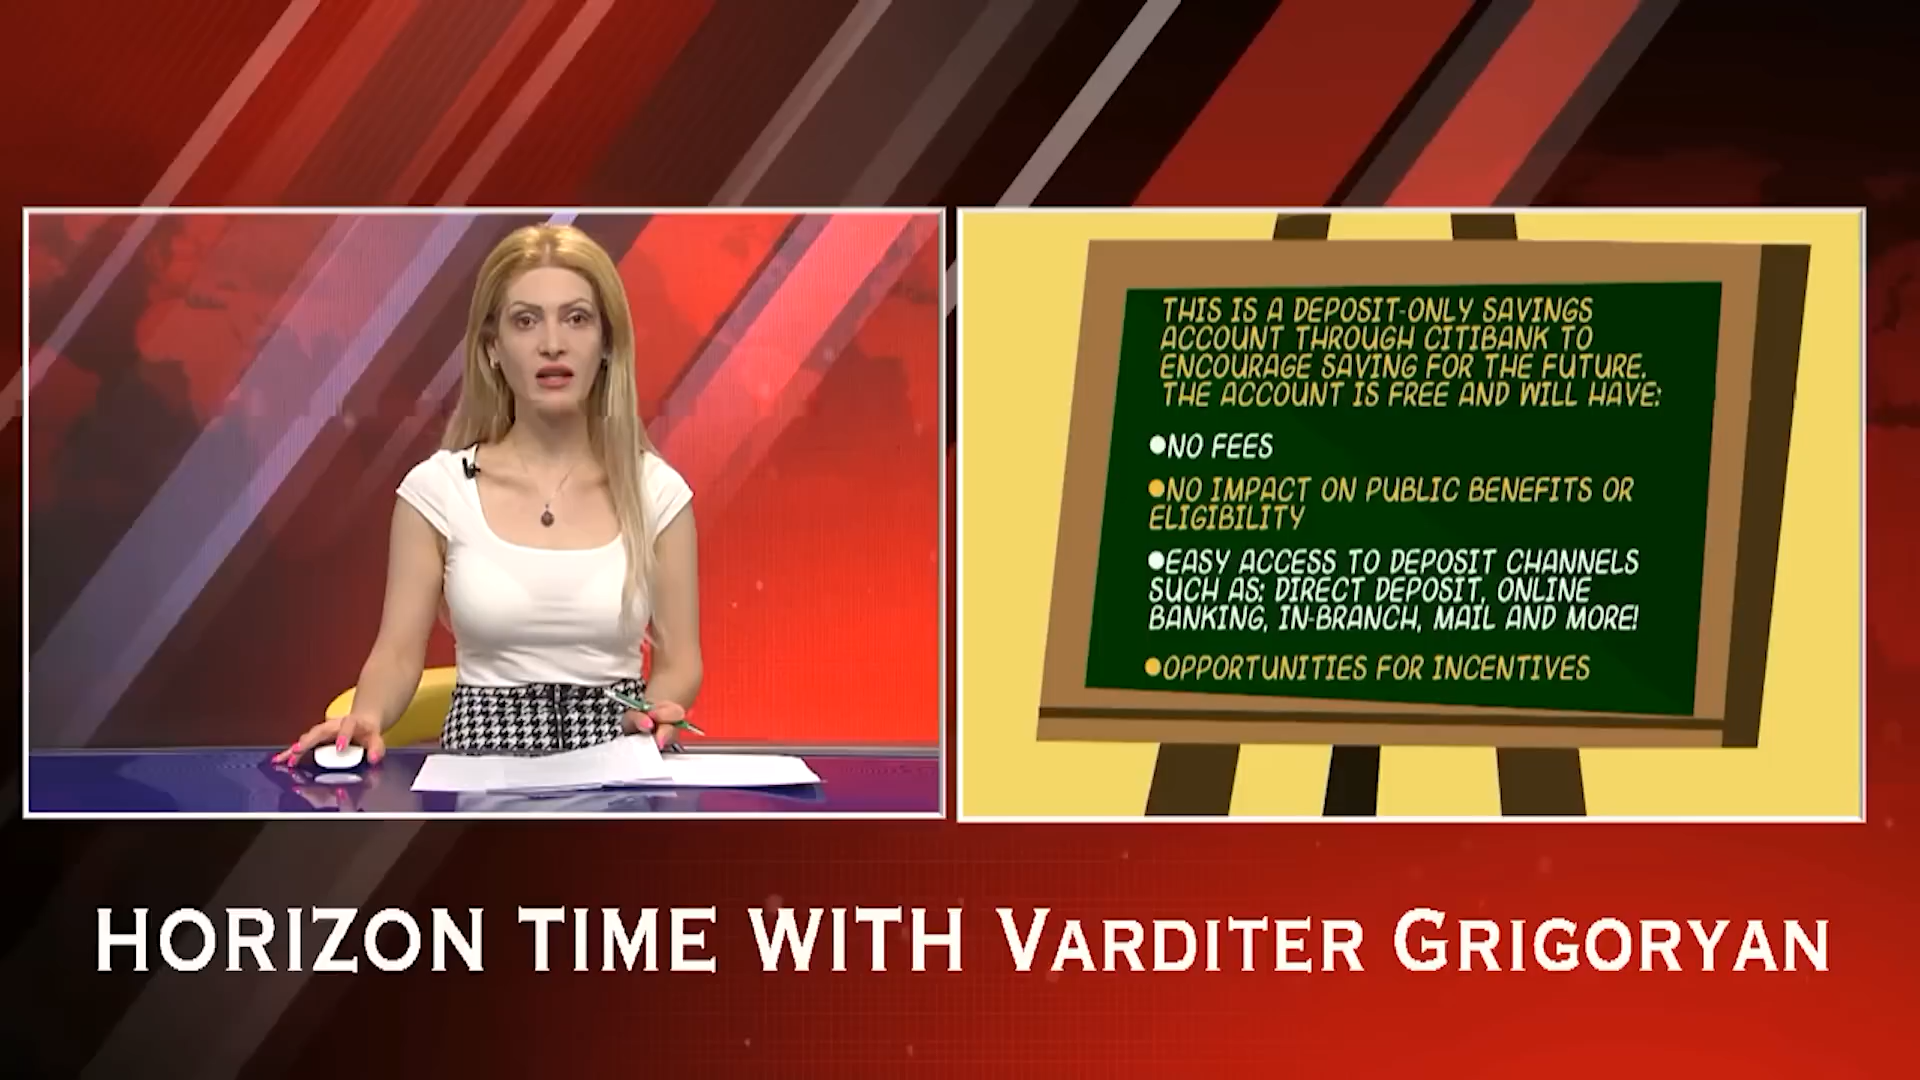 THIS IS A DEPOSIT-ONLY SAVINGS
ACCOUNT THROUGH CITIBANK TO
ENCOURAGE SAVING FOR THE FUTURE.
THE ACCOUNT IS FREE AND WILL HAVE:
●NO FEES
●NO IMPACT ON PUBLIC BENEFITS OR
ELIGIBILITY
●EASY ACCESS TO DEPOSIT CHANNELS
SUCH AS: DIRECT DEPOSIT, ONLINE
BANKING, IN-BRANCH, MAIL AND MORE!
●OPPORTUNITIES FOR INCENTIVES
HORIZON TIME WITH VARDITER GRIGORYAN